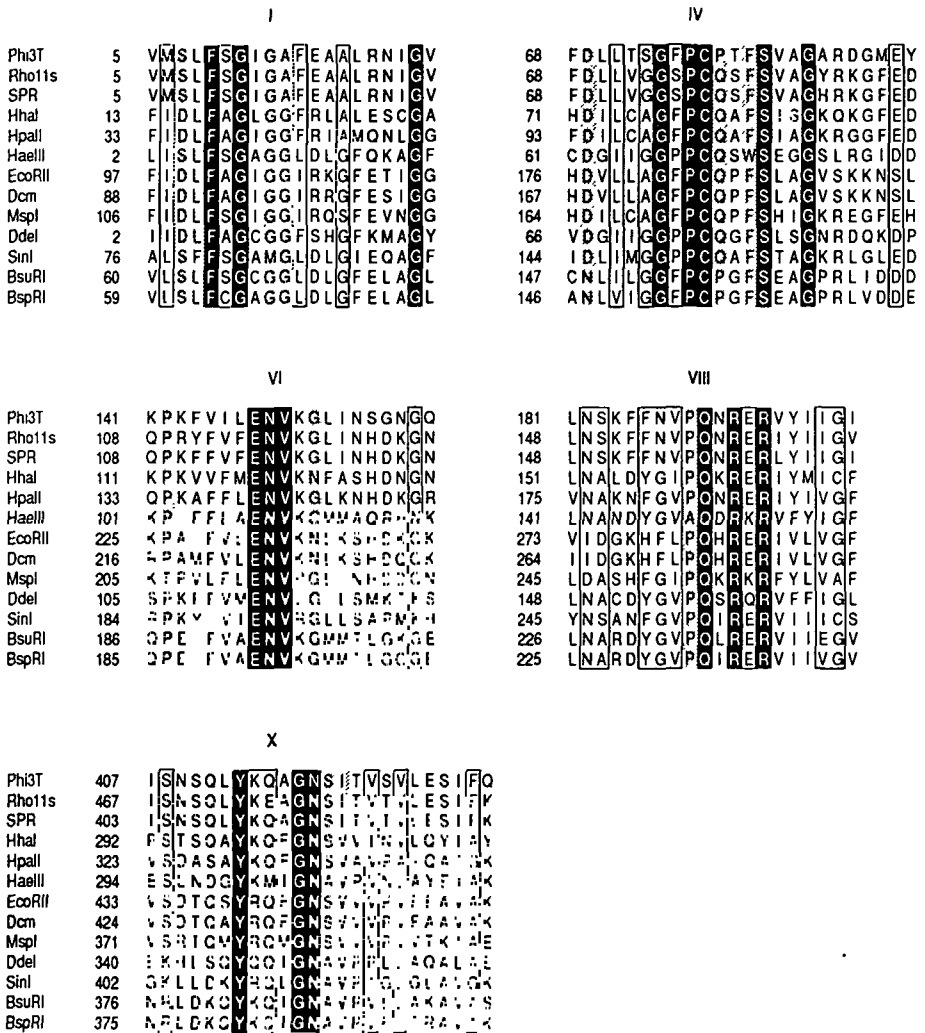 I
Phi3T 5 VMSLFSGIGAFEAALRNIGV
Rho11s 5 VMSLFSGIGAFEAALRNIGV
SPR 5 VMSLFSGIGAFEAALRNIGV
HhaI 13 FIDLFAGLGGFRLALESCGA
HpaII 33 FIDLFAGIGGFRIAMQNLGG
HaeIII 2 LISLFSGAGGLDLGFQKAGF
EcoRII 97 FIDLFAGIGGIRKGFETIGG
Dcm 88 FIDLFAGIGGIRRGFESIGG
MspI 106 FIDLFSGIGGIRQSFEVNGG
DdeI 2 IIDLFAGCGGFSHGFKMAGY
SinI 76 ALSFFSGAMGLDLGIEQAGF
BsuRI 60 VLSLFSGCGGLDLGFELAGL
BspRI 59 VLSLFCGAGGLDLGFELAGL
IV
68 FDLLTSGFPCPTFSVAGARDGMEY
68 FDLLVGGSPCQSFSVAGYRKGFED
68 FDLLVGGSPCQSFSVAGHRKGFED
71 HDILCAGFPCQAFSISGKQKGFED
93 FDILCAGFPCQAFSIAGKRGGFED
61 CDGIIGGPPCQSWSEGGSLRGIDD
176 HDVLLAGFPCQPFSLAGVSKKNSL
167 HDVLLAGFPCQPFSLAGVSKKNSL
164 HDILCAGFPCQPFSHIGKREGFEH
66 VDGIIGGPPCQGFSLSGNRDQKDP
144 IDLIMGGPPCQAFSTAGKRLGLED
147 CNLILGGFPCPGFSEAGPRLIDDD
146 ANLVIGGFPCPGFSEAGPRLVDDE
VI
Phi3T 141 KPKFVILENVKGLINSGNGQ
Rho11s 108 QPRYFVFENVKGLINHDKGN
SPR 108 QPKFFVFENVKGLINHDKGN
HhaI 111 KPKVVFMENVKNFASHDNGN
HpaII 133 QPKAFFLENVKGLKNHDKGR
HaeIII 101
EcoRII 225
Dcm 216
MspI 205
DdeI 105
SinI 184
BsuRI 186
BspRI 185
VIII
181 LNSKFFNVPQNRERVYIIGI
148 LNSKFFNVPQNRERIYIIGV
148 LNSKFFNVPQNRERLYIIGI
151 LNALDYGIPQKRERIYMICF
175 VNAKNFGVPQNRERIYIVGF
141 LNANDYGVAQDRKRVFYIGF
273 VIDGKHFLPQHRERIVLVGF
264 IIDGKHFLPQHRERIVLVGF
245 LDASHFGIPQKRKRFYLVAF
148 LNACDYGVPQSRQRVFFIGL
245 YNSANFGVPQIRERVIIICS
226 LNARDYGVPQLRERVIIEGV
225 LNARDYGVPQIRERVIIVGV
X
Phi3T 407 ISNSQLYKQAGNSITVSVLESIFQ
Rho11s 467
SPR 403
HhaI 292
HpaII 323
HaeIII 294
EcoRII 433
Dcm 424
MspI 371
DdeI 340
SinI 402
BsuRI 376
BspRI 375